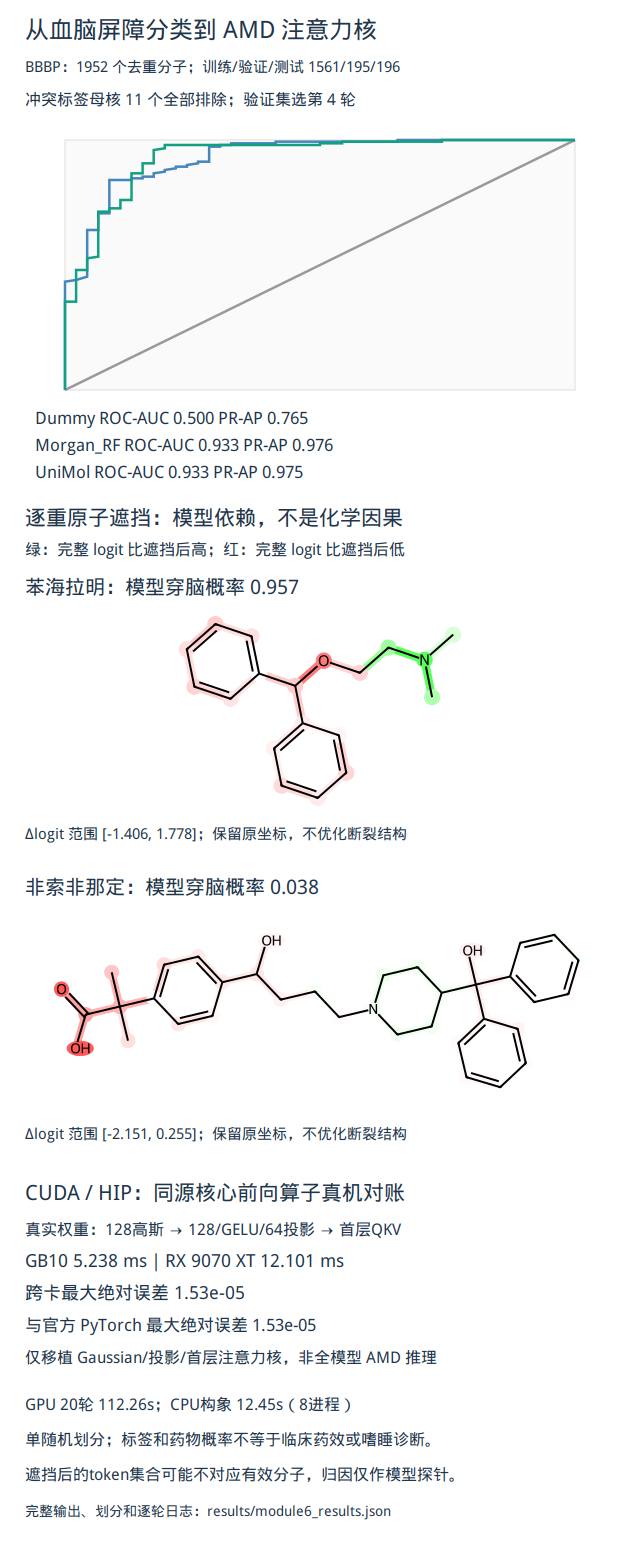 从血脑屏障分类到 AMD 注意力核
BBBP：1952 个去重分子；训练/验证/测试 1561/195/196
冲突标签母核 11 个全部排除；验证集选第 4 轮
Dummy ROC-AUC 0.500 PR-AP 0.765
Morgan_RF ROC-AUC 0.933 PR-AP 0.976
UniMol ROC-AUC 0.933 PR-AP 0.975
逐重原子遮挡：模型依赖，不是化学因果
绿：完整 logit 比遮挡后高；红：完整 logit 比遮挡后低
苯海拉明：模型穿脑概率 0.957
O
N
Δlogit 范围 [-1.406, 1.778]；保留原坐标，不优化断裂结构
非索非那定：模型穿脑概率 0.038
OH
OH
O
N
OH
Δlogit 范围 [-2.151, 0.255]；保留原坐标，不优化断裂结构
CUDA / HIP：同源核心前向算子真机对账
真实权重：128高斯 → 128/GELU/64投影 → 首层QKV
GB10 5.238 ms | RX 9070 XT 12.101 ms
跨卡最大绝对误差 1.53e-05
与官方 PyTorch 最大绝对误差 1.53e-05
仅移植 Gaussian/投影/首层注意力核，非全模型 AMD 推理
GPU 20轮 112.26s；CPU构象 12.45s（8进程）
单随机划分；标签和药物概率不等于临床药效或嗜睡诊断。
遮挡后的token集合可能不对应有效分子，归因仅作模型探针。
完整输出、划分和逐轮日志：results/module6_results.json